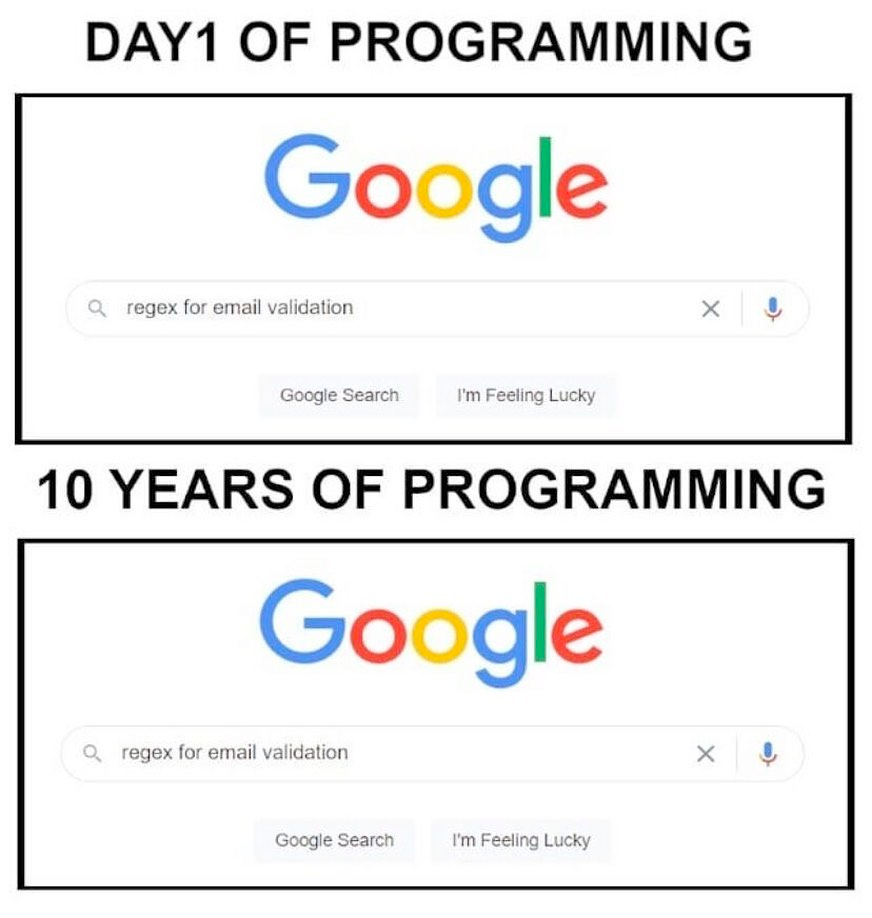 DAY1 OF PROGRAMMING
Google
regex for email validation
Google Search I'm Feeling Lucky
10 YEARS OF PROGRAMMING
Google
regex for email validation
Google Search I'm Feeling Lucky